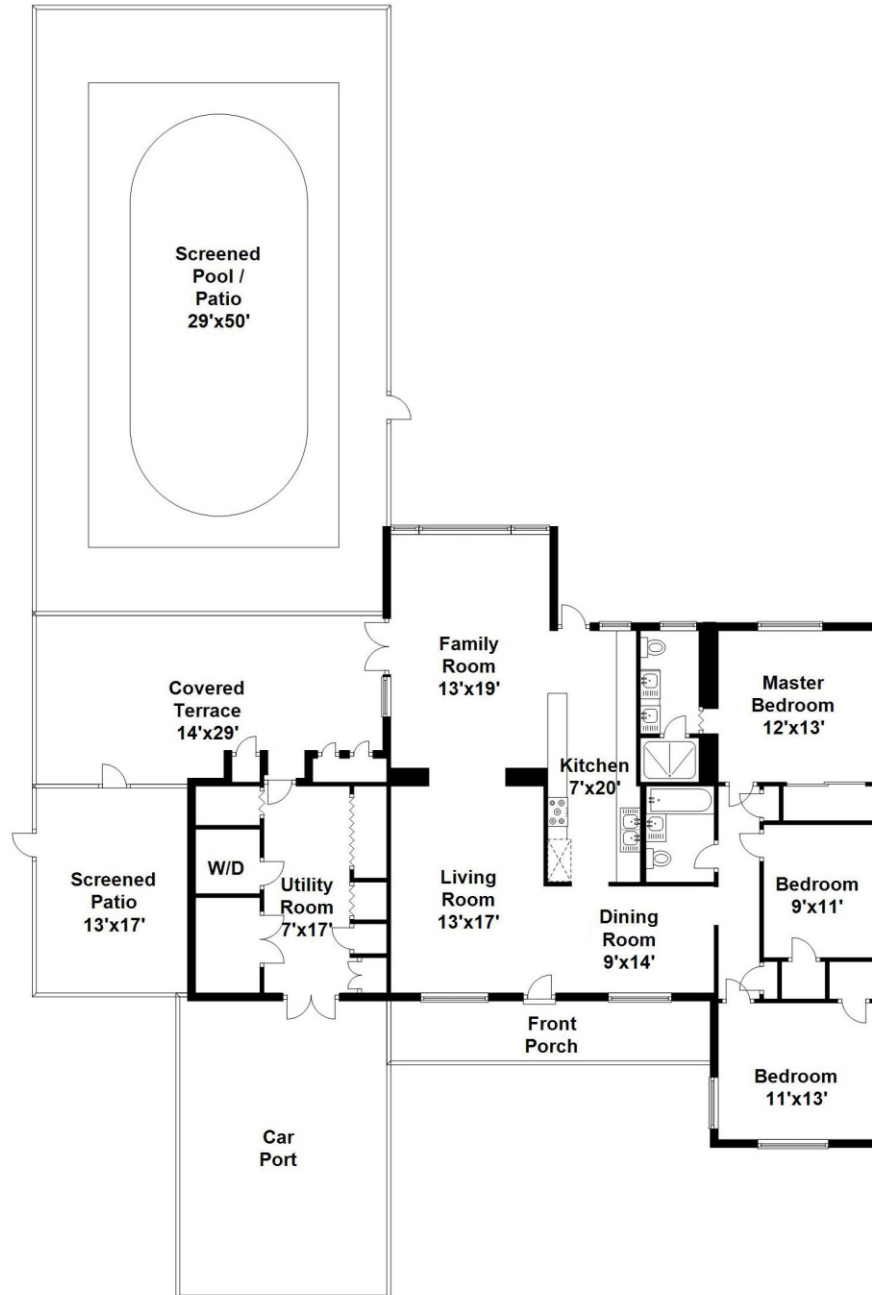 Screened
Pool /
Patio
29'x50'
Family
Room
13'x19'
Covered
Terrace
14'x29'
Master
Bedroom
12'x13'
Kitchen
7'x20'
W/D
Utility
Room
7'x17'
Screened
Patio
13'x17'
Living
Room
13'x17'
Dining
Room
9'x14'
Bedroom
9'x11'
Front
Porch
Bedroom
11'x13'
Car
Port